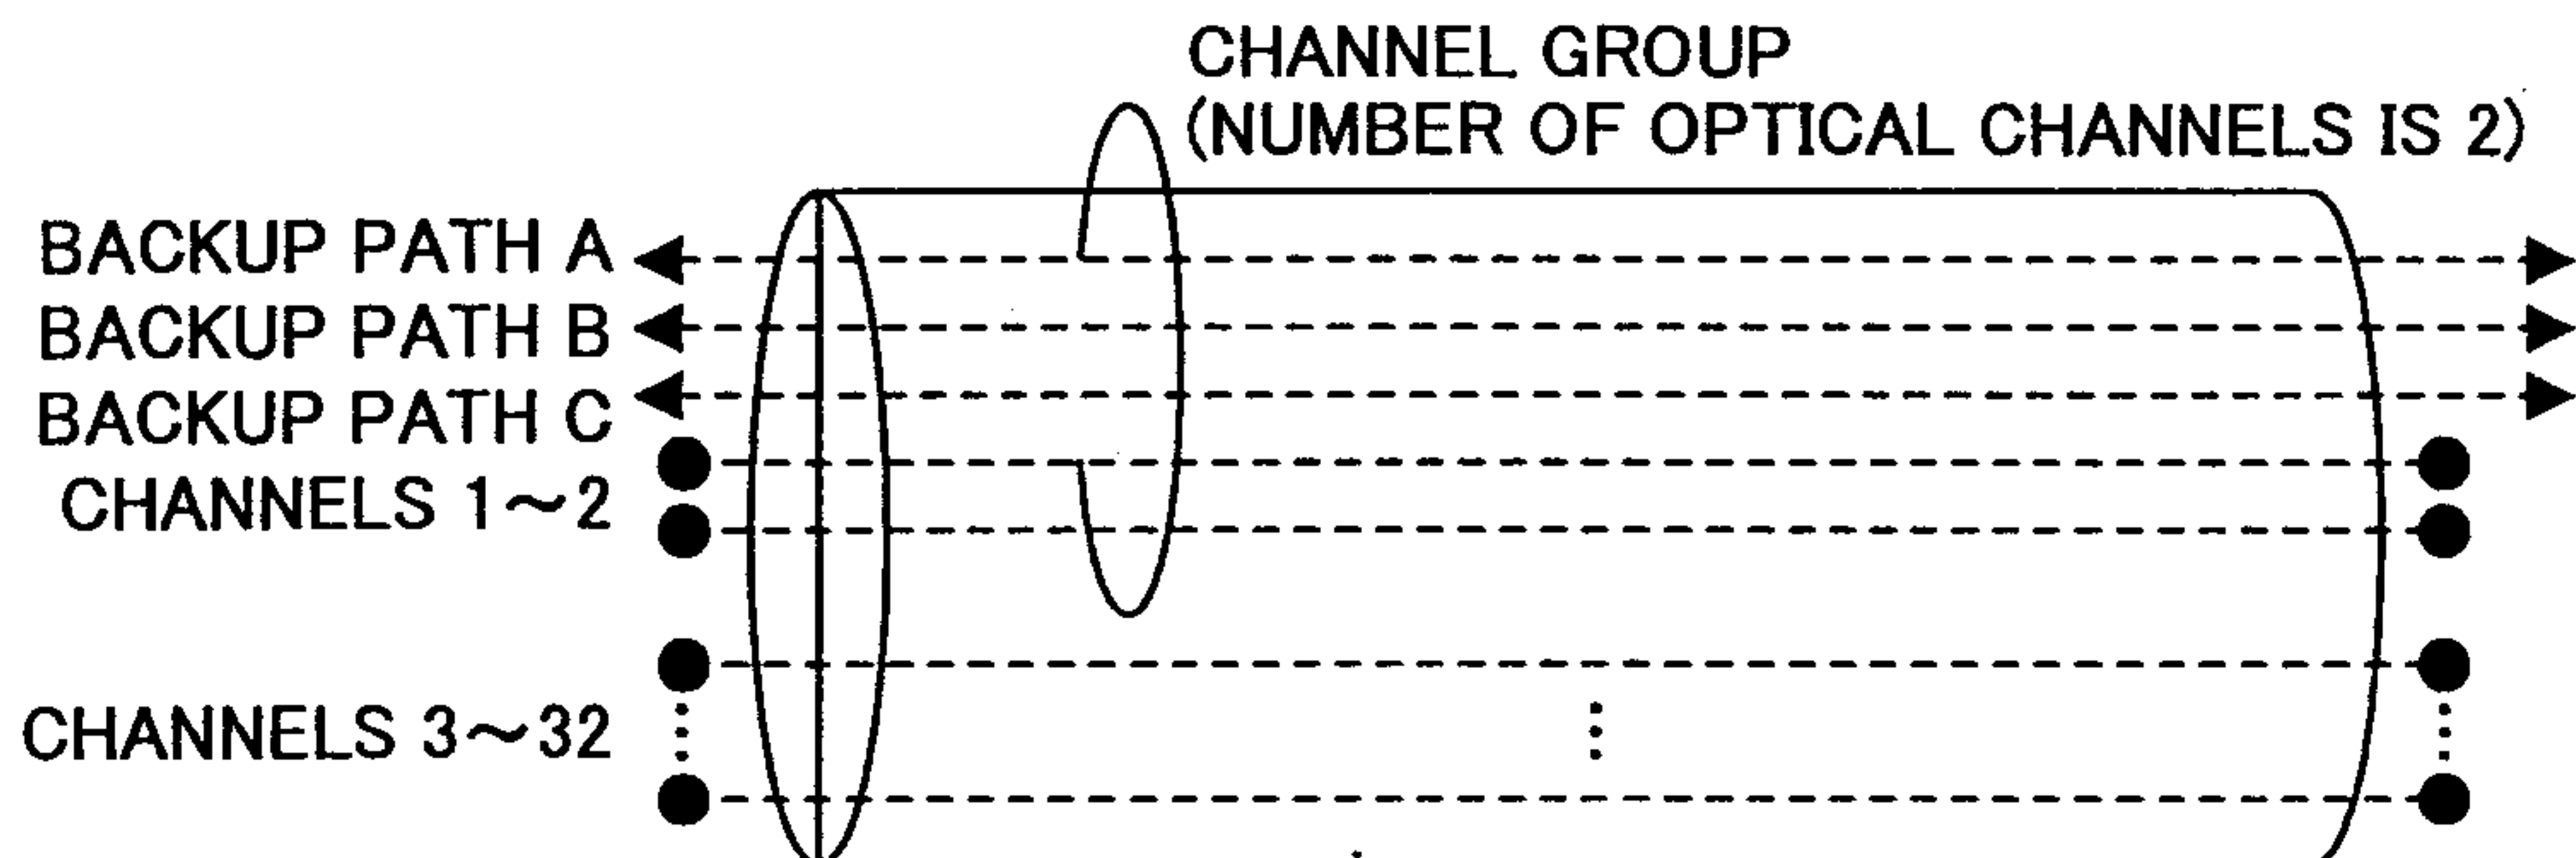 CHANNEL GROUP
(NUMBER OF OPTICAL CHANNELS IS 2)
BACKUP PATH A
BACKUP PATH B
BACKUP PATH C
CHANNELS 1~2
CHANNELS 3~32